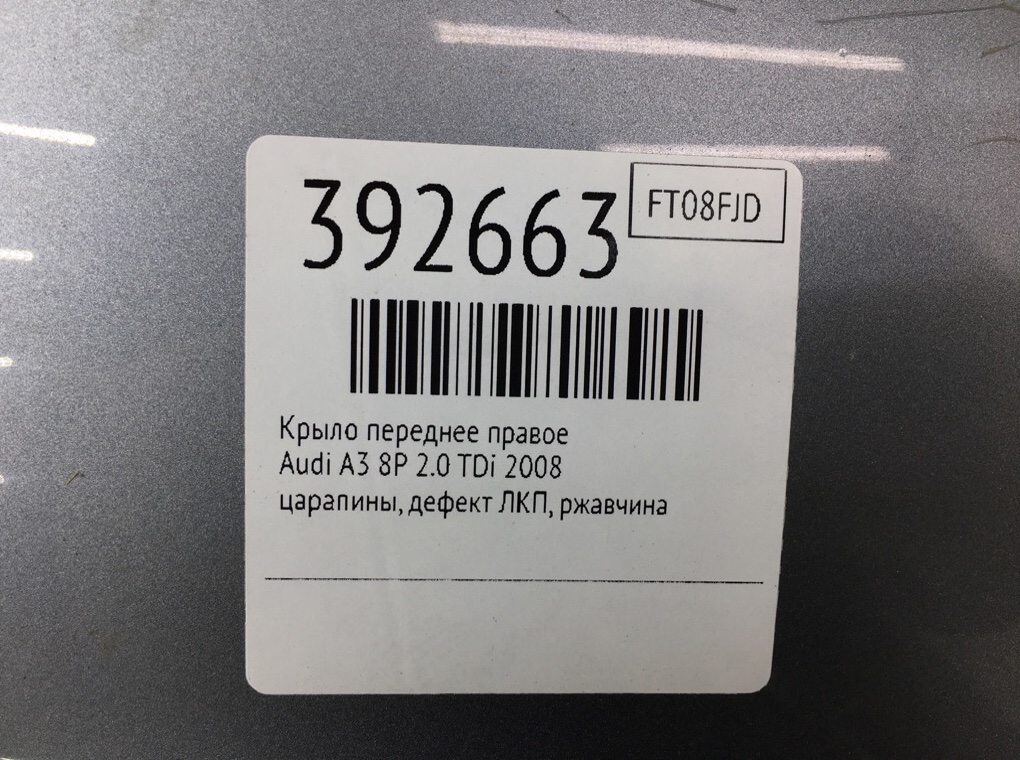 392663
FT08FJD
Крыло переднее правое
Audi A3 8P 2.0 TDi 2008
царапины, дефект ЛКП, ржавчина